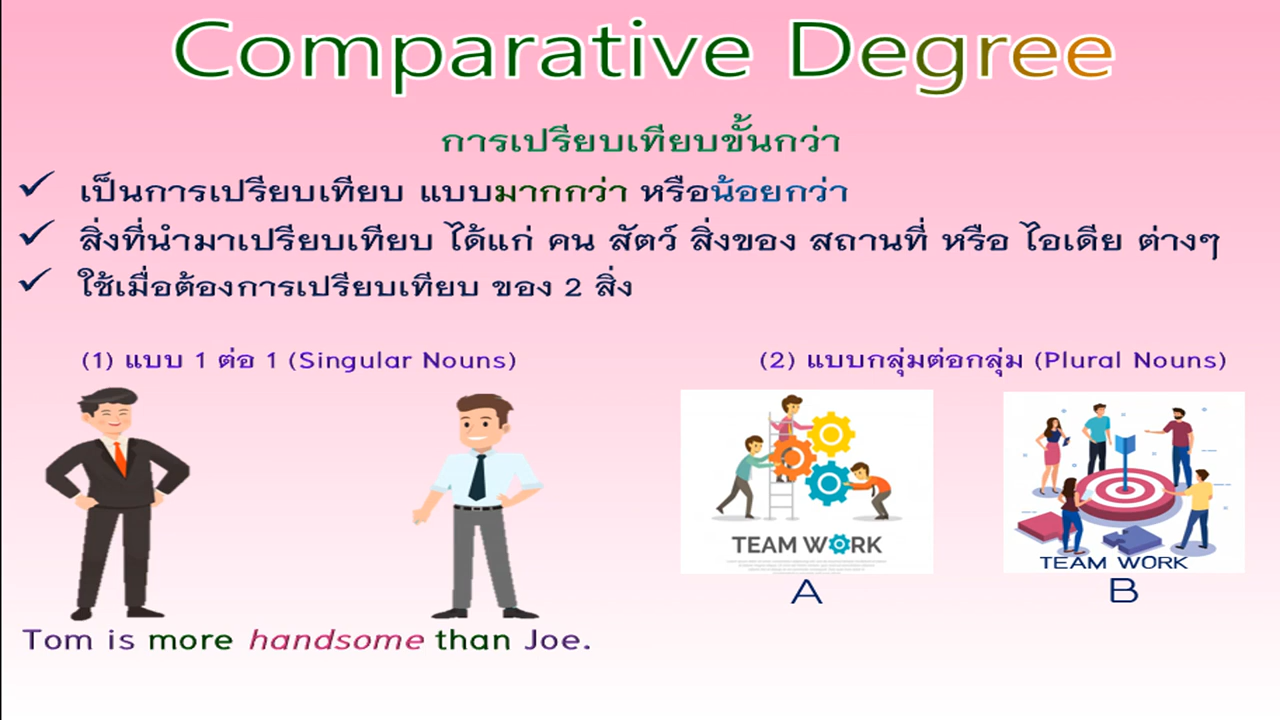 Comparative Degree
การเปรียบเทียบขั้นกว่า
✓ เป็นการเปรียบเทียบ แบบมากกว่า หรือน้อยกว่า
✓ สิ่งที่นำมาเปรียบเทียบ ได้แก่ คน สัตว์ สิ่งของ สถานที่ หรือ ไอเดีย ต่างๆ
✓ ใช้เมื่อต้องการเปรียบเทียบ ของ 2 สิ่ง
(1) แบบ 1 ต่อ 1 (Singular Nouns)
(2) แบบกลุ่มต่อกลุ่ม (Plural Nouns)
TEAM WORK
TEAM WORK
A
B
Tom is more handsome than Joe.